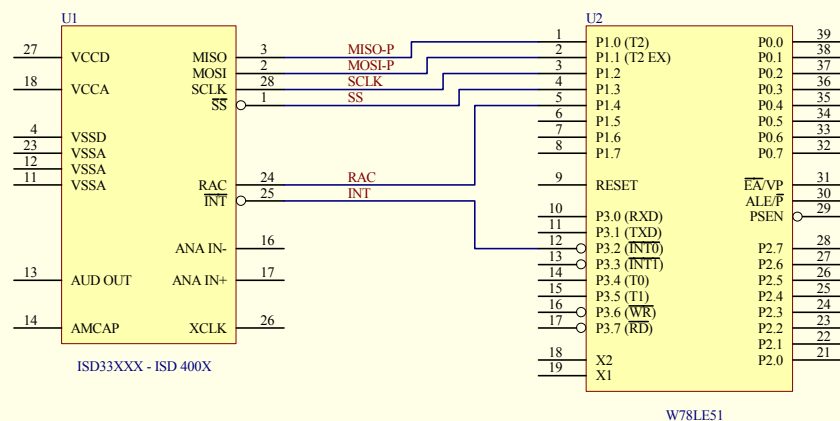 U1
27 VCCD
18 VCCA
4 VSSD
23 VSSA
12 VSSA
11 VSSA
13 AUD OUT
14 AMCAP
MISO 3 MISO-P
MOSI 2 MOSI-P
SCLK 28 SCLK
SS 1 SS
RAC 24 RAC
INT 25 INT
ANA IN- 16
ANA IN+ 17
XCLK 26
ISD33XXX - ISD 400X
U2
1 P1.0 (T2)
2 P1.1 (T2 EX)
3 P1.2
4 P1.3
5 P1.4
6 P1.5
7 P1.6
8 P1.7
9 RESET
10 P3.0 (RXD)
11 P3.1 (TXD)
12 P3.2 (INT0)
13 P3.3 (INT1)
14 P3.4 (T0)
15 P3.5 (T1)
16 P3.6 (WR)
17 P3.7 (RD)
18 X2
19 X1
P0.0 39
P0.1 38
P0.2 37
P0.3 36
P0.4 35
P0.5 34
P0.6 33
P0.7 32
EA/VP 31
ALE/P 30
PSEN 29
P2.7 28
P2.6 27
P2.5 26
P2.4 25
P2.3 24
P2.2 23
P2.1 22
P2.0 21
W78LE51